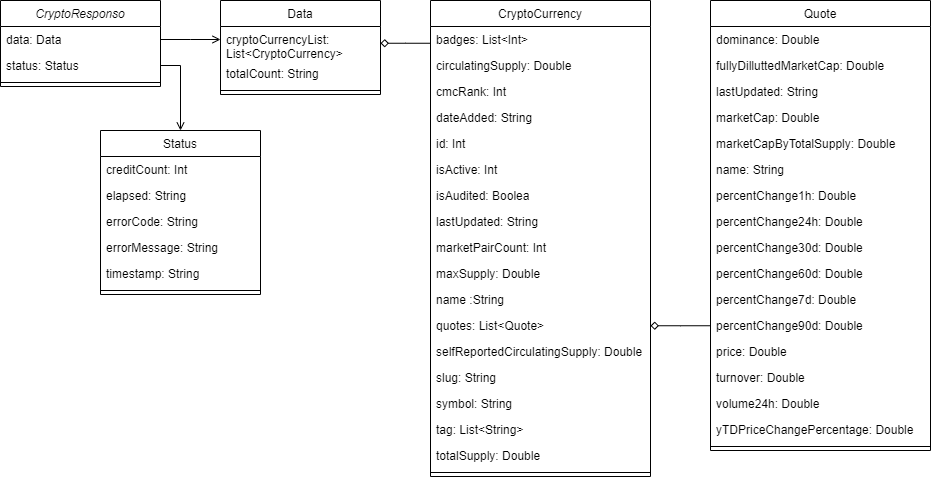 CryptoResponso
data: Data
status: Status
Data
cryptoCurrencyList:
List<CryptoCurrency>
totalCount: String
Status
creditCount: Int
elapsed: String
errorCode: String
errorMessage: String
timestamp: String
CryptoCurrency
badges: List<Int>
circulatingSupply: Double
cmcRank: Int
dateAdded: String
id: Int
isActive: Int
isAudited: Boolea
lastUpdated: String
marketPairCount: Int
maxSupply: Double
name :String
quotes: List<Quote>
selfReportedCirculatingSupply: Double
slug: String
symbol: String
tag: List<String>
totalSupply: Double
Quote
dominance: Double
fullyDilluttedMarketCap: Double
lastUpdated: String
marketCap: Double
marketCapByTotalSupply: Double
name: String
percentChange1h: Double
percentChange24h: Double
percentChange30d: Double
percentChange60d: Double
percentChange7d: Double
percentChange90d: Double
price: Double
turnover: Double
volume24h: Double
yTDPriceChangePercentage: Double